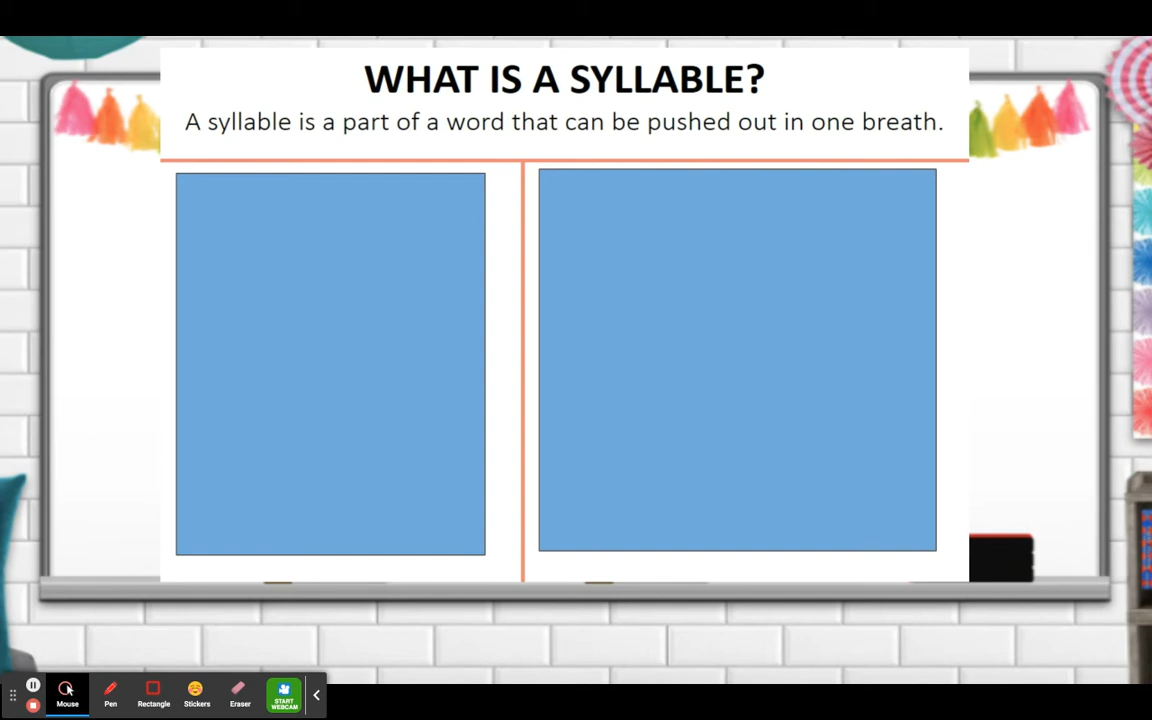 WHAT IS A SYLLABLE?
A syllable is a part of a word that can be pushed out in one breath.
Mouse
Pen
Rectangle
Stickers
Eraser
START
WEBCAM